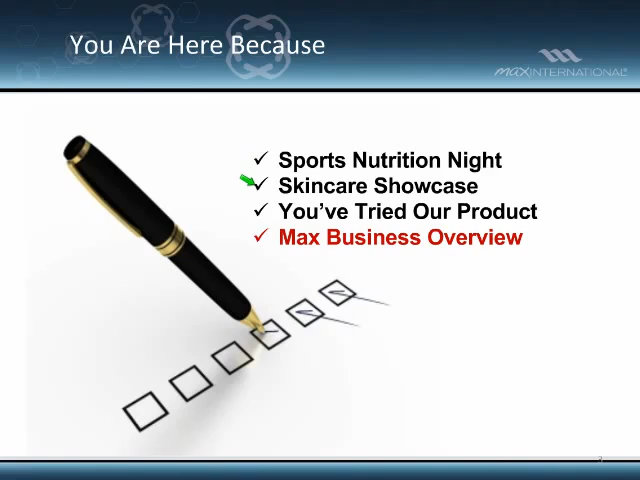 You Are Here Because
maxINTERNATIONAL
✓ Sports Nutrition Night
✓ Skincare Showcase
✓ You've Tried Our Product
✓ Max Business Overview